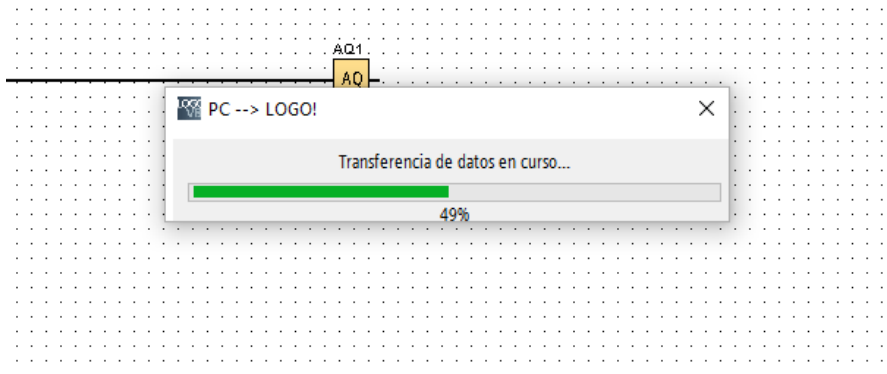 AQ1
AQ
PC --> LOGO!
Transferencia de datos en curso...
49%